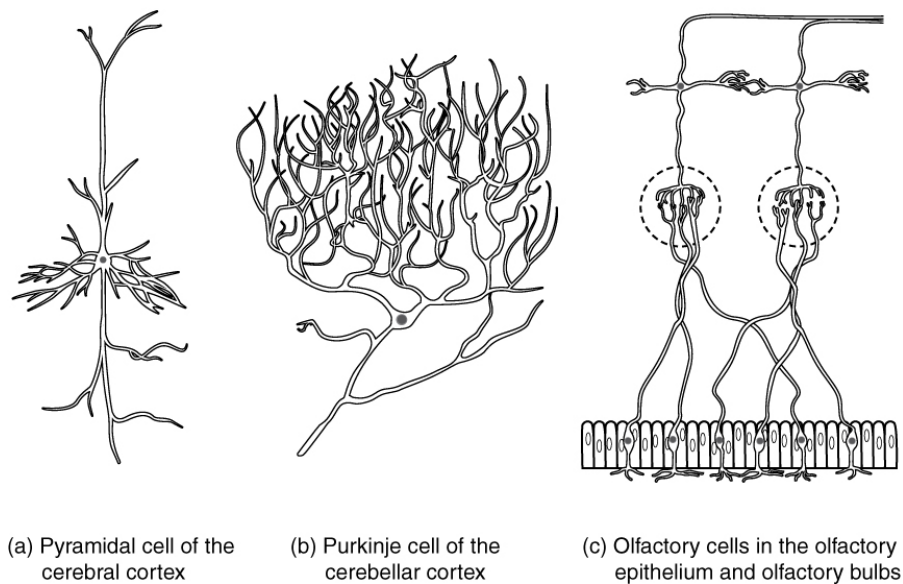 (a) Pyramidal cell of the
cerebral cortex
(b) Purkinje cell of the
cerebellar cortex
(c) Olfactory cells in the olfactory
epithelium and olfactory bulbs